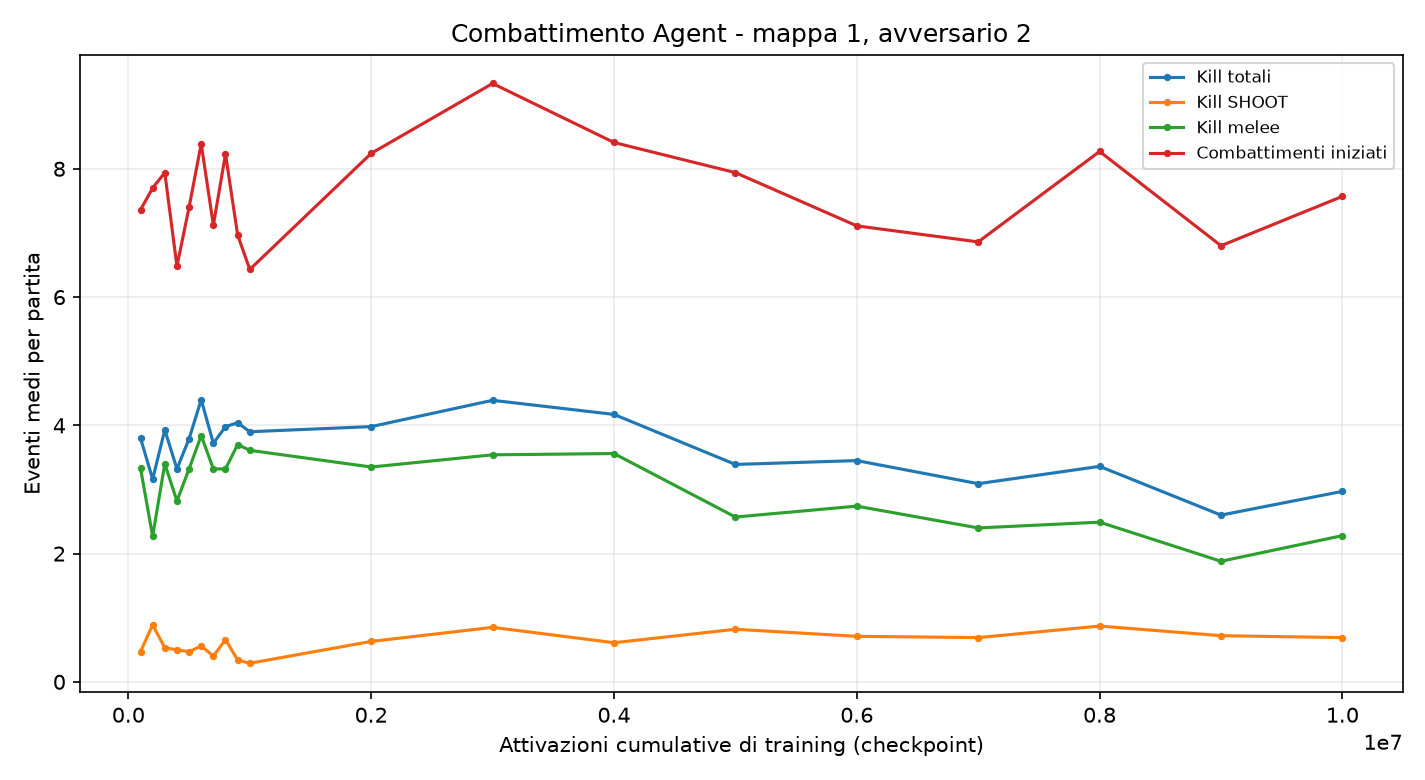 Combattimento Agent - mappa 1, avversario 2
Kill totali
Kill SHOOT
Kill melee
Combattimenti iniziati
Eventi medi per partita
8
6
4
2
0
0.0 0.2 0.4 0.6 0.8 1.0
1e7
Attivazioni cumulative di training (checkpoint)